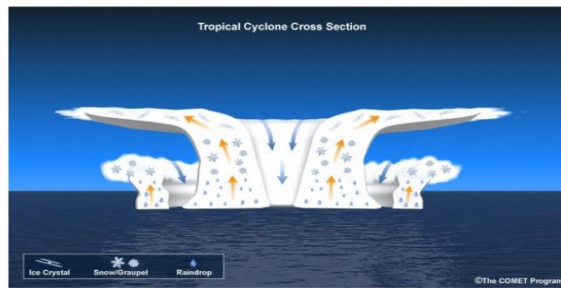 Tropical Cyclone Cross Section
Ice Crystal
Snow/Graupel
Raindrop
©The COMET Program